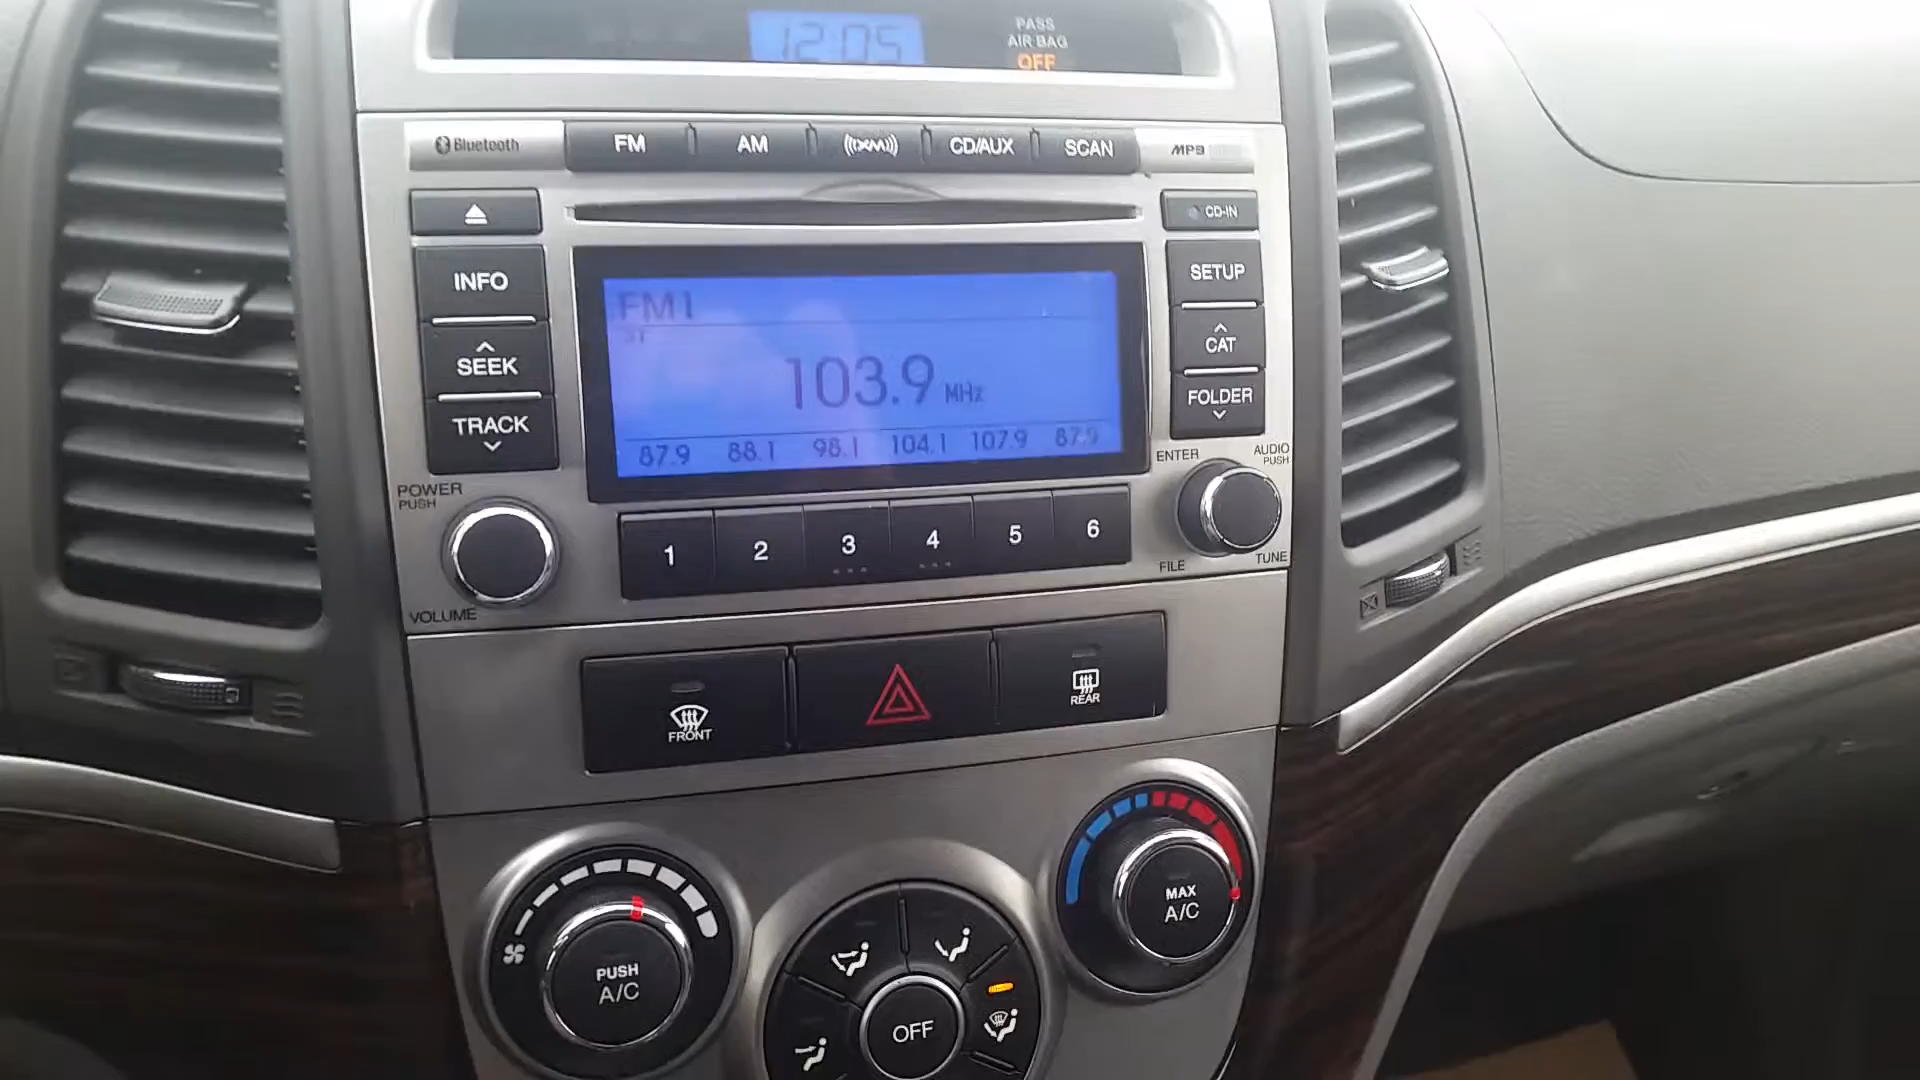 12:05
PASS
AIR BAG
OFF
Bluetooth
FM
AM
((XM))
CD/AUX
SCAN
MP3
CD-IN
INFO
SEEK
TRACK
FM1
ST
103.9 MHz
87.9 88.1 98.1 104.1 107.9 87.9
SETUP
CAT
FOLDER
POWER
PUSH
VOLUME
1 2 3 4 5 6
ENTER
AUDIO
PUSH
FILE
TUNE
FRONT
REAR
PUSH
A/C
OFF
MAX
A/C